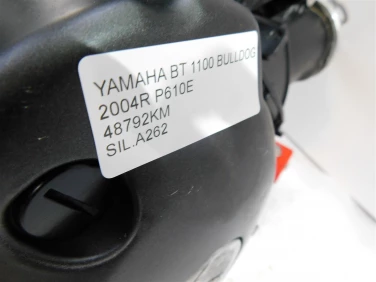 YAMAHA BT 1100 BULLDOG
2004R P610E
48792KM
SIL.A262